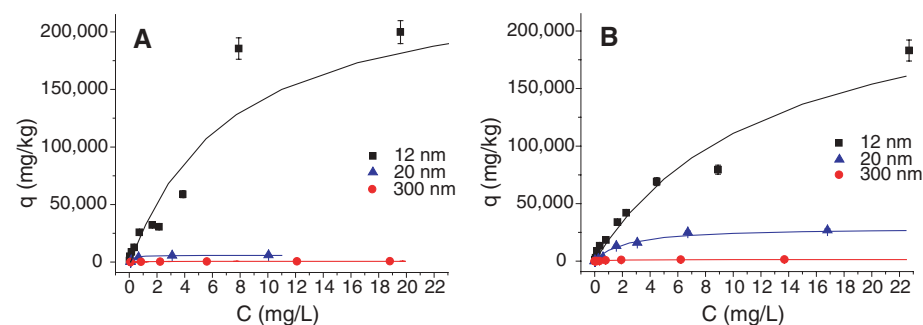 A
q (mg/kg)
200,000
150,000
100,000
50,000
0
12 nm
20 nm
300 nm
0 2 4 6 8 10 12 14 16 18 20 22
C (mg/L)
B
q (mg/kg)
200,000
150,000
100,000
50,000
0
12 nm
20 nm
300 nm
0 2 4 6 8 10 12 14 16 18 20 22
C (mg/L)